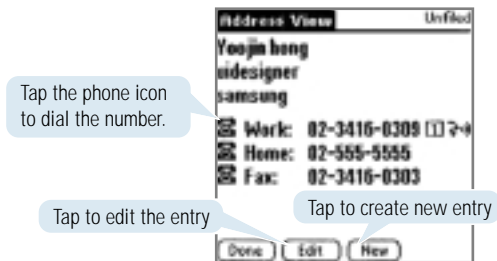 Address View Unfiled
Yoojin hong
uidesigner
samsung
Tap the phone icon
to dial the number.
Work: 02-3416-0309 1
Home: 02-555-5555
Fax: 02-3416-0303
Tap to edit the entry
Tap to create new entry
Done Edit New